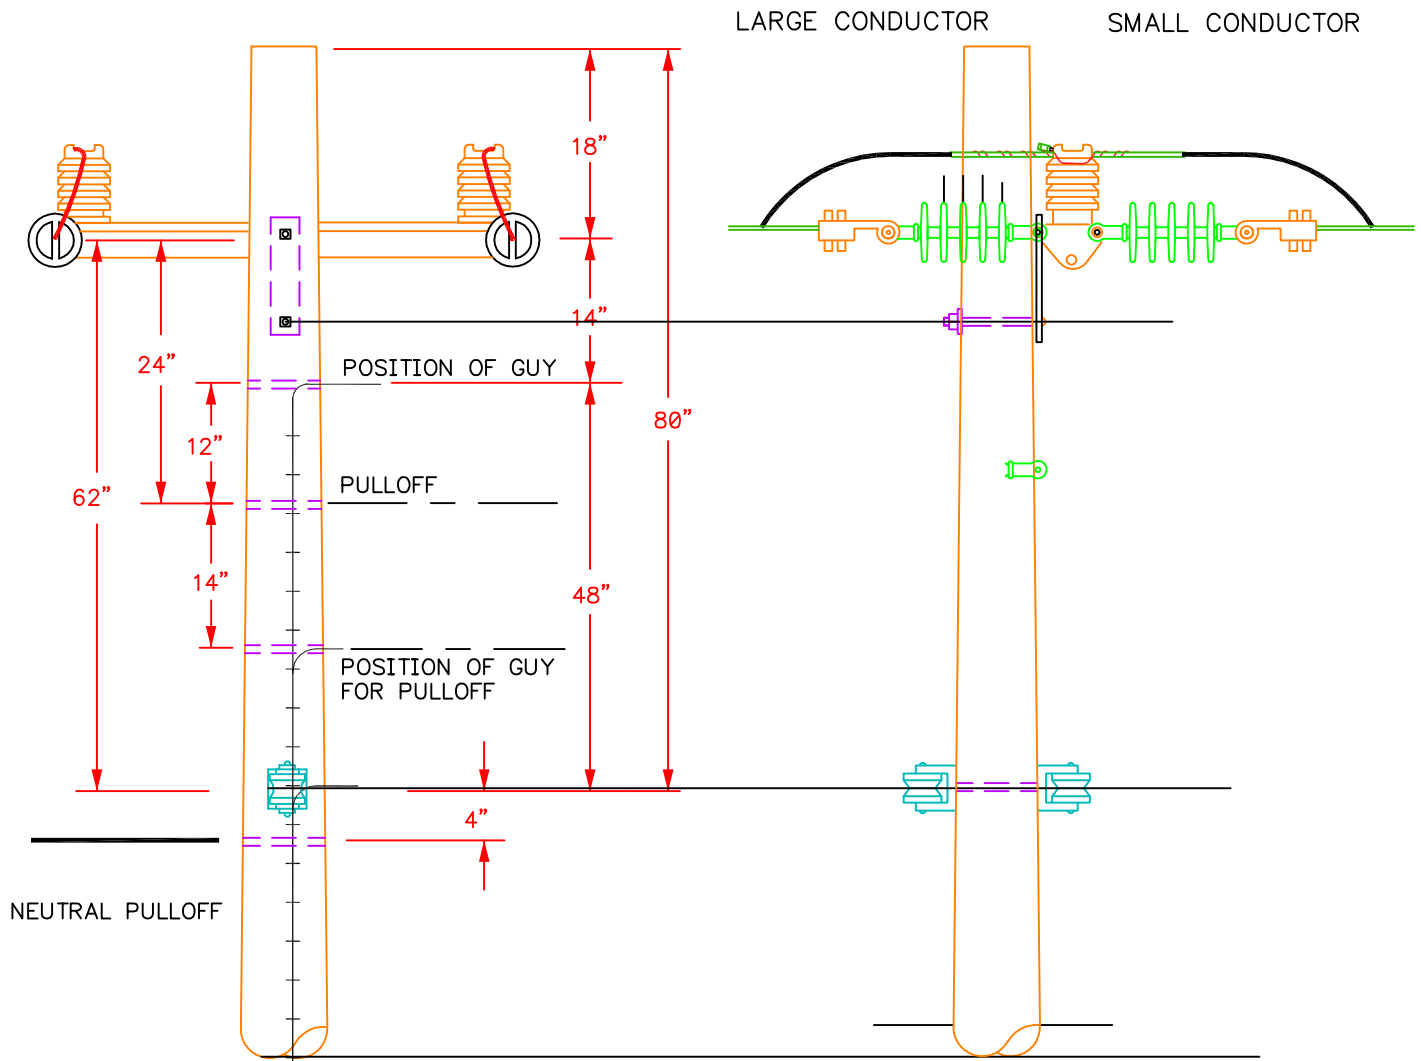 LARGE CONDUCTOR
SMALL CONDUCTOR
18”
14”
24”
POSITION OF GUY
80”
12”
PULLOFF
62”
14”
48”
POSITION OF GUY
FOR PULLOFF
4”
NEUTRAL PULLOFF